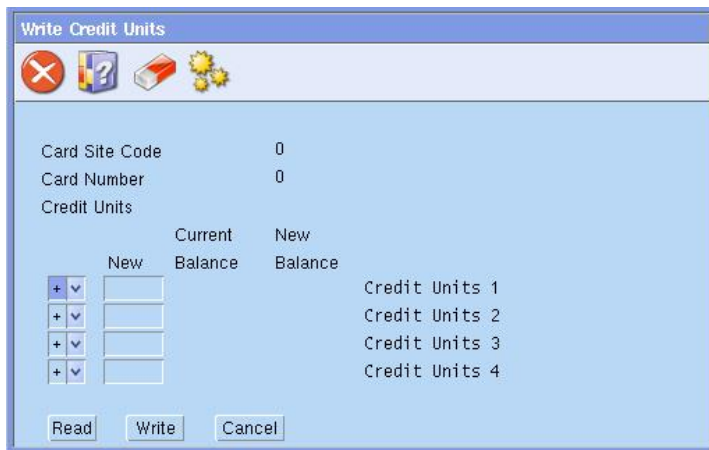 Write Credit Units
?
Card Site Code 0
Card Number 0
Credit Units
Current New
New Balance Balance
+ Credit Units 1
+ Credit Units 2
+ Credit Units 3
+ Credit Units 4
Read Write Cancel